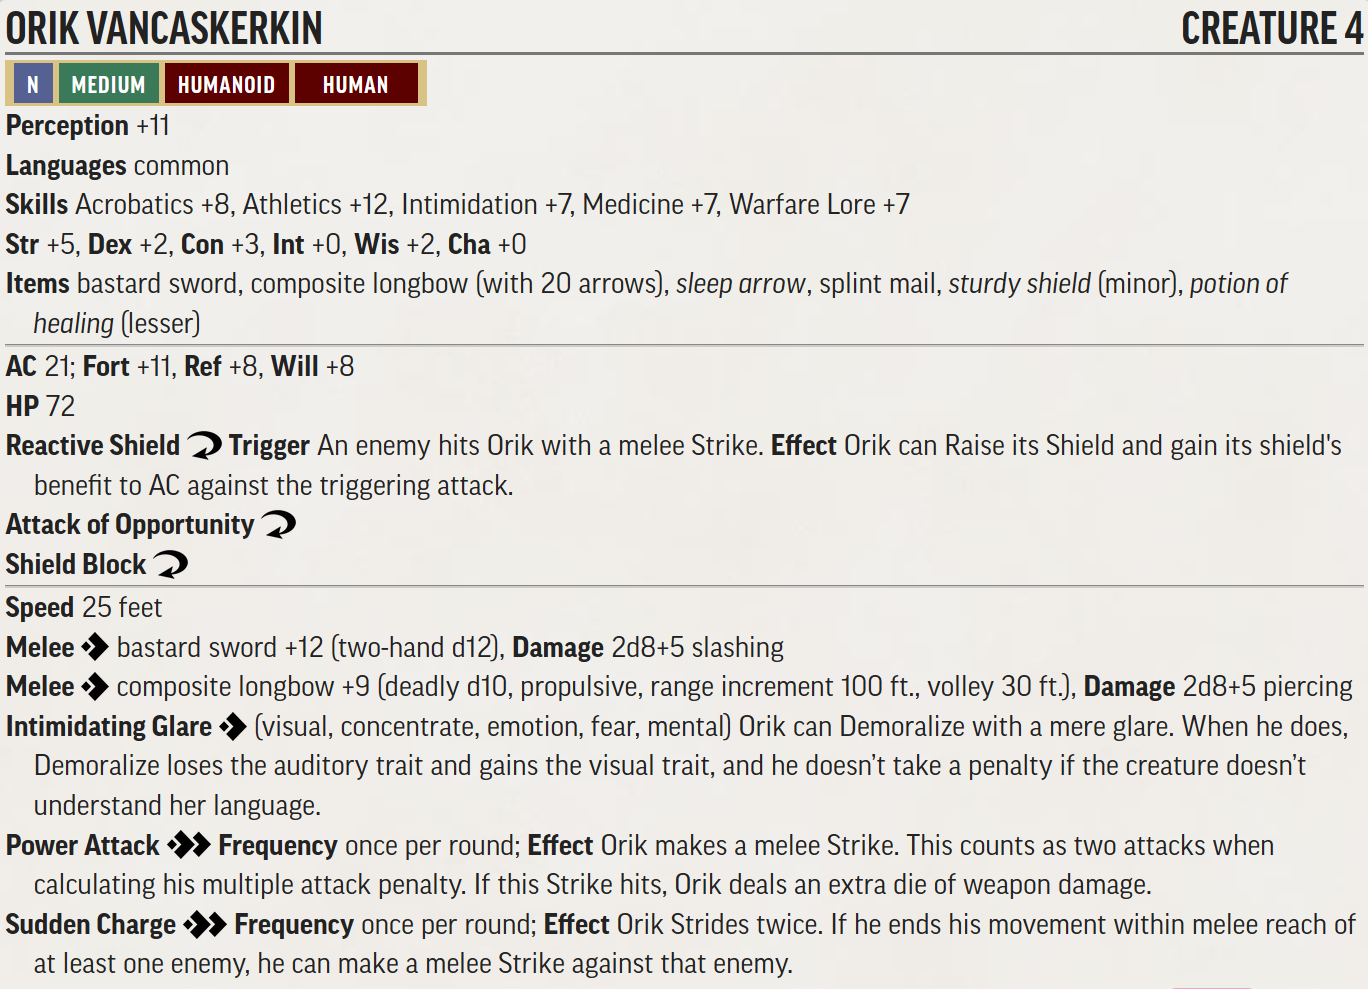 ORIK VANCASKERKIN CREATURE 4
N MEDIUM HUMANOID HUMAN
Perception +11
Languages common
Skills Acrobatics +8, Athletics +12, Intimidation +7, Medicine +7, Warfare Lore +7
Str +5, Dex +2, Con +3, Int +0, Wis +2, Cha +0
Items bastard sword, composite longbow (with 20 arrows), sleep arrow, splint mail, sturdy shield (minor), potion of
healing (lesser)
AC 21; Fort +11, Ref +8, Will +8
HP 72
Reactive Shield Trigger An enemy hits Orik with a melee Strike. Effect Orik can Raise its Shield and gain its shield's
benefit to AC against the triggering attack.
Attack of Opportunity
Shield Block
Speed 25 feet
Melee bastard sword +12 (two-hand d12), Damage 2d8+5 slashing
Melee composite longbow +9 (deadly d10, propulsive, range increment 100 ft., volley 30 ft.), Damage 2d8+5 piercing
Intimidating Glare (visual, concentrate, emotion, fear, mental) Orik can Demoralize with a mere glare. When he does,
Demoralize loses the auditory trait and gains the visual trait, and he doesn't take a penalty if the creature doesn't
understand her language.
Power Attack Frequency once per round; Effect Orik makes a melee Strike. This counts as two attacks when
calculating his multiple attack penalty. If this Strike hits, Orik deals an extra die of weapon damage.
Sudden Charge Frequency once per round; Effect Orik Strides twice. If he ends his movement within melee reach of
at least one enemy, he can make a melee Strike against that enemy.